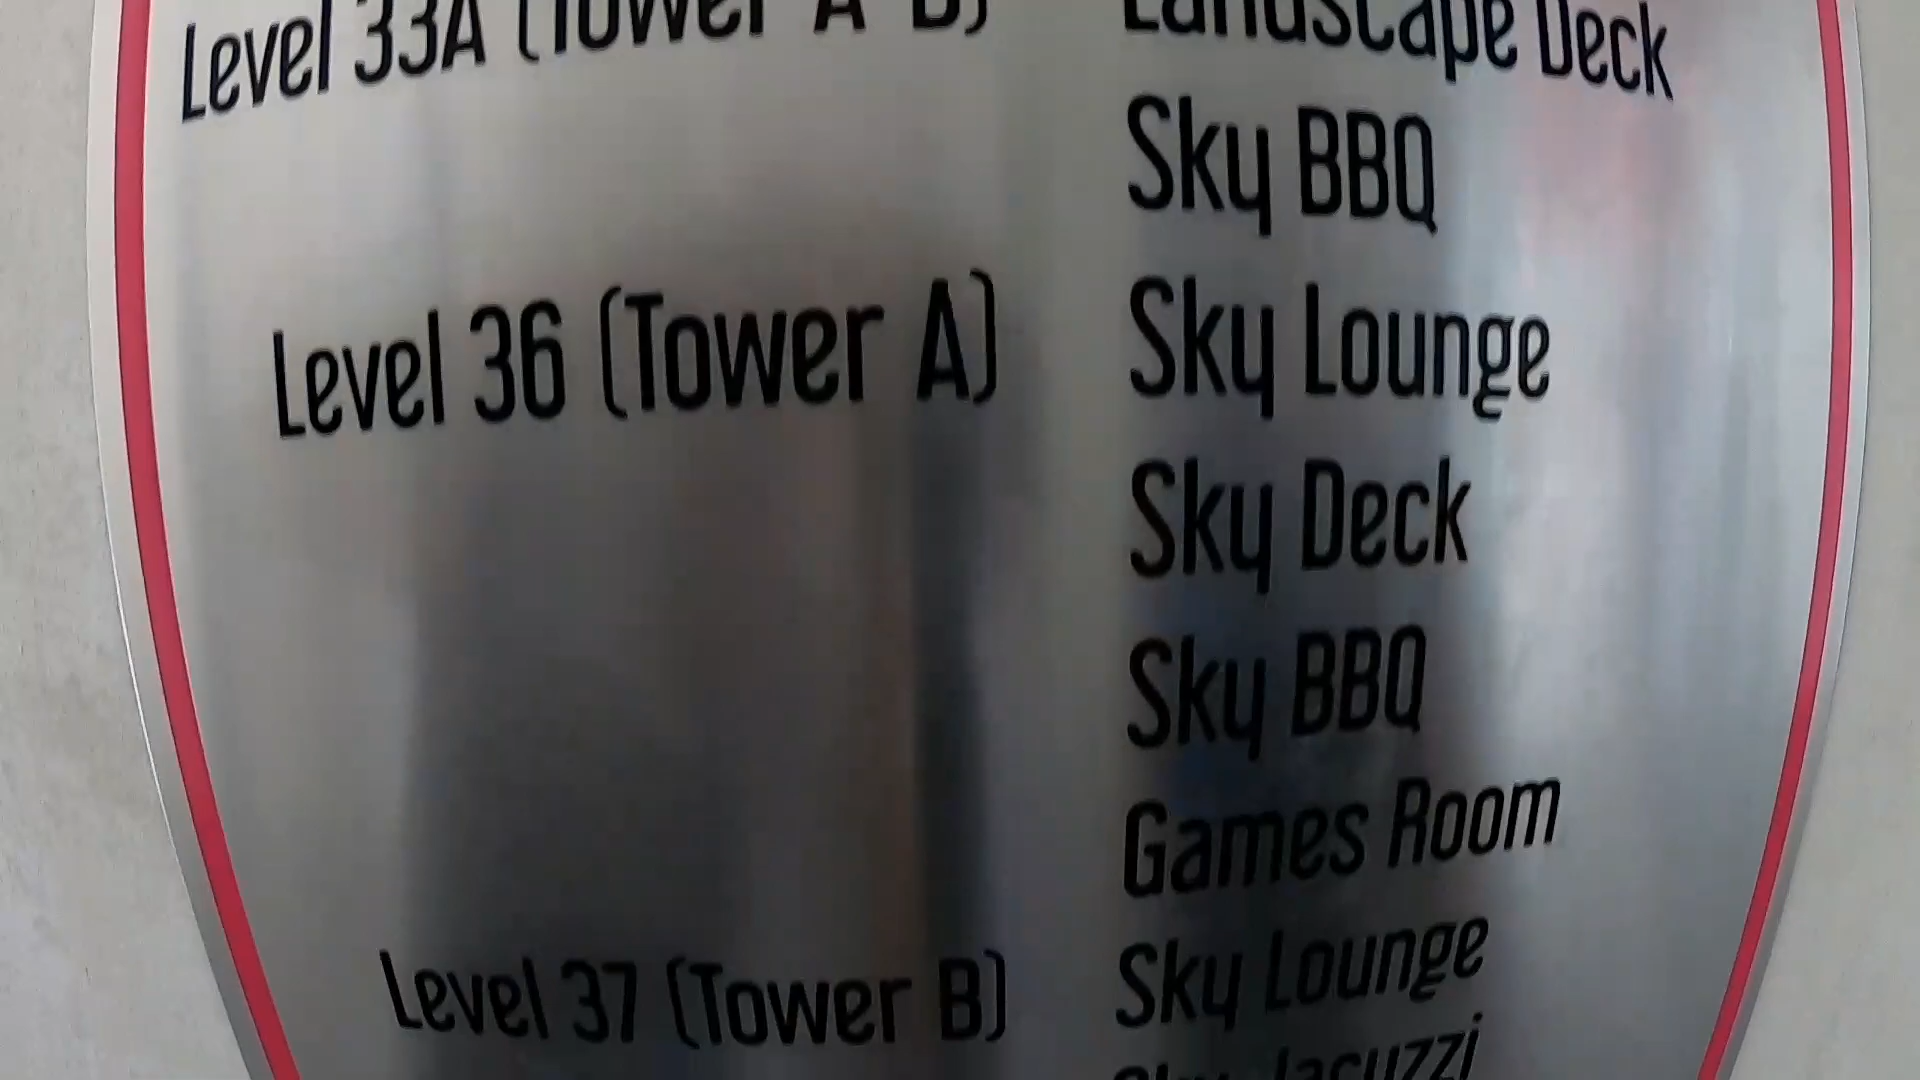 Level 33A (Tower A B) Landscape Deck
Sky BBQ
Level 36 (Tower A) Sky Lounge
Sky Deck
Sky BBQ
Games Room
Level 37 (Tower B) Sky Lounge
Sky Jacuzzi